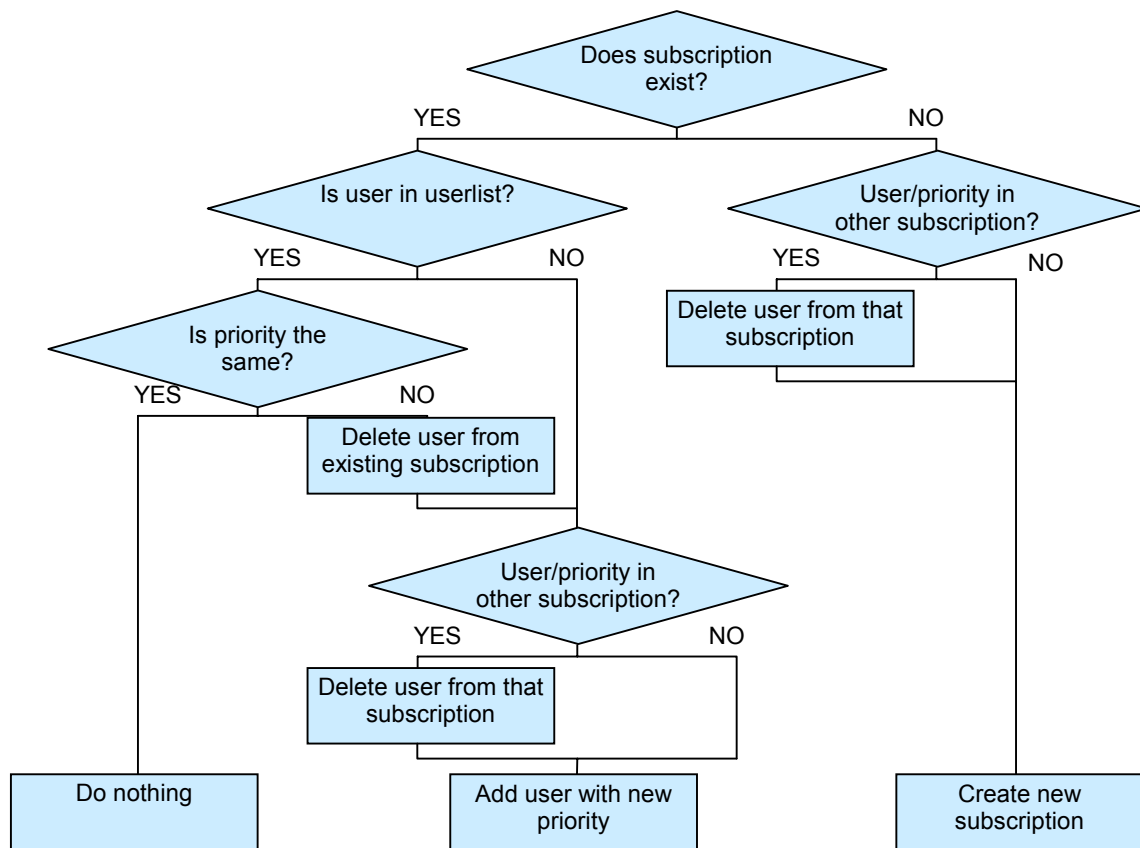 Does subscription
exist?
YES
NO
Is user in userlist?
User/priority in
other subscription?
YES
NO
YES
NO
Delete user from that
subscription
Is priority the
same?
YES
NO
Delete user from
existing subscription
User/priority in
other subscription?
YES
NO
Delete user from that
subscription
Do nothing
Add user with new
priority
Create new
subscription